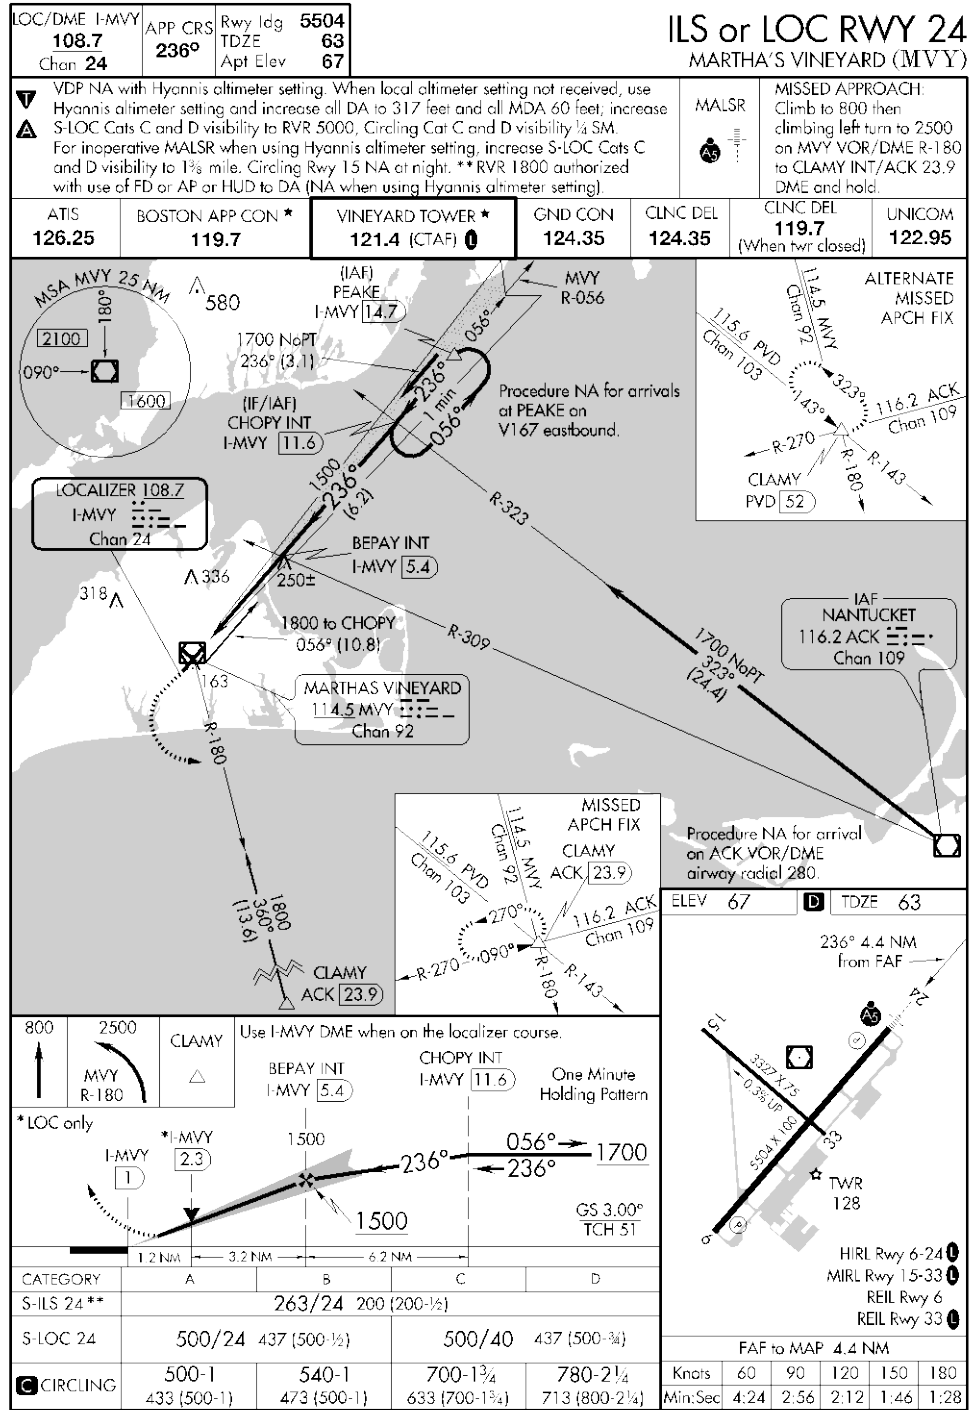 LOC/DME I-MVY
108.7
Chan 24
APP CRS
236°
Rwy ldg 5504
TDZE 63
Apt Elev 67
ILS or LOC RWY 24
MARTHA'S VINEYARD (MVY)
T
A
VDP NA with Hyannis altimeter setting. When local altimeter setting not received, use
Hyannis altimeter setting and increase all DA to 317 feet and all MDA 60 feet; increase
S-LOC Cats C and D visibility to RVR 5000, Circling Cat C and D visibility ¼ SM.
For inoperative MALSR when using Hyannis altimeter setting, increase S-LOC Cats C
and D visibility to 1⅜ mile. Circling Rwy 15 NA at night. **RVR 1800 authorized
with use of FD or AP or HUD to DA (NA when using Hyannis altimeter setting).
MALSR
A5
MISSED APPROACH:
Climb to 800 then
climbing left turn to 2500
on MVY VOR/DME R-180
to CLAMY INT/ACK 23.9
DME and hold.
ATIS
126.25
BOSTON APP CON *
119.7
VINEYARD TOWER *
121.4 (CTAF) L
GND CON
124.35
CLNC DEL
124.35
CLNC DEL
119.7
(When twr closed)
UNICOM
122.95
MSA MVY 25 NM
180°
2100
090°
1600
580
(IAF)
PEAKE
I-MVY 14.7
MVY
R-056
056°
1700 NoPT
236° (3.1)
236°
1 min
056°
(IF/IAF)
CHOPY INT
I-MVY 11.6
Procedure NA for arrivals
at PEAKE on
V167 eastbound.
ALTERNATE
MISSED
APCH FIX
114.5 MVY
Chan 92
115.6 PVD
Chan 103
323°
143°
116.2 ACK
Chan 109
R-270
R-180
R-143
CLAMY
PVD 52
1500
236°
(6.2)
LOCALIZER 108.7
I-MVY
Chan 24
R-323
BEPAY INT
I-MVY 5.4
336
318
250±
1800 to CHOPY
056° (10.8)
R-309
1700 NoPT
323°
(24.4)
IAF
NANTUCKET
116.2 ACK
Chan 109
163
MARTHAS VINEYARD
114.5 MVY
Chan 92
R-180
1800
360°
(13.6)
CLAMY
ACK 23.9
MISSED
APCH FIX
114.5 MVY
Chan 92
115.6 PVD
Chan 103
CLAMY
ACK 23.9
116.2 ACK
Chan 109
270°
090°
R-270
R-180
R-143
Procedure NA for arrival
on ACK VOR/DME
airway radial 280.
ELEV 67
D TDZE 63
236° 4.4 NM
from FAF
24
A5
P
15
3327 X 75
0.3% UP
5504 X 100
33
TWR
128
P
6
HIRL Rwy 6-24 L
MIRL Rwy 15-33 L
REIL Rwy 6
REIL Rwy 33 L
800
2500
MVY
R-180
CLAMY
Use I-MVY DME when on the localizer course.
BEPAY INT
I-MVY 5.4
CHOPY INT
I-MVY 11.6
One Minute
Holding Pattern
*LOC only
*I-MVY
2.3
I-MVY
1
1500
056°
236°
1700
236°
1500
GS 3.00°
TCH 51
1.2 NM
3.2 NM
6.2 NM
CATEGORY A B C D
S-ILS 24** 263/24 200 (200-½)
S-LOC 24 500/24 437 (500-½) 500/40 437 (500-¾)
C CIRCLING
500-1 540-1 700-1¾ 780-2¼
433 (500-1) 473 (500-1) 633 (700-1¾) 713 (800-2¼)
FAF to MAP 4.4 NM
Knots 60 90 120 150 180
Min:Sec 4:24 2:56 2:12 1:46 1:28